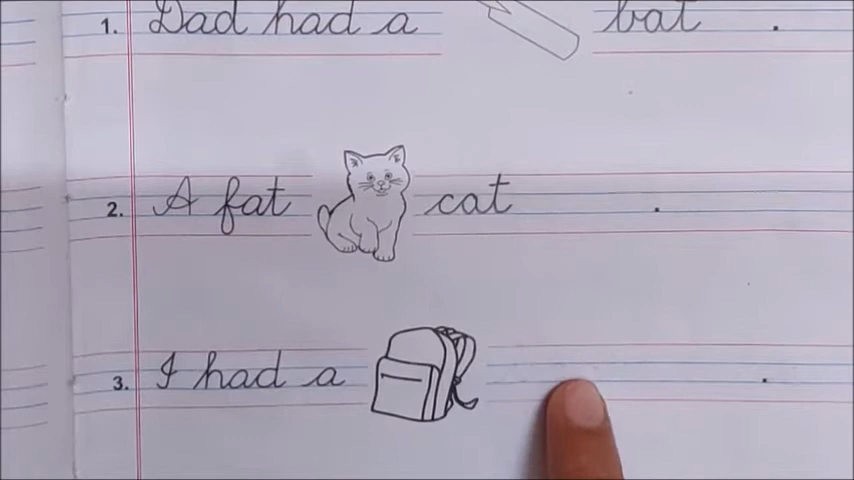 1. Dad had a bat .
2. A fat cat .
3. I had a .